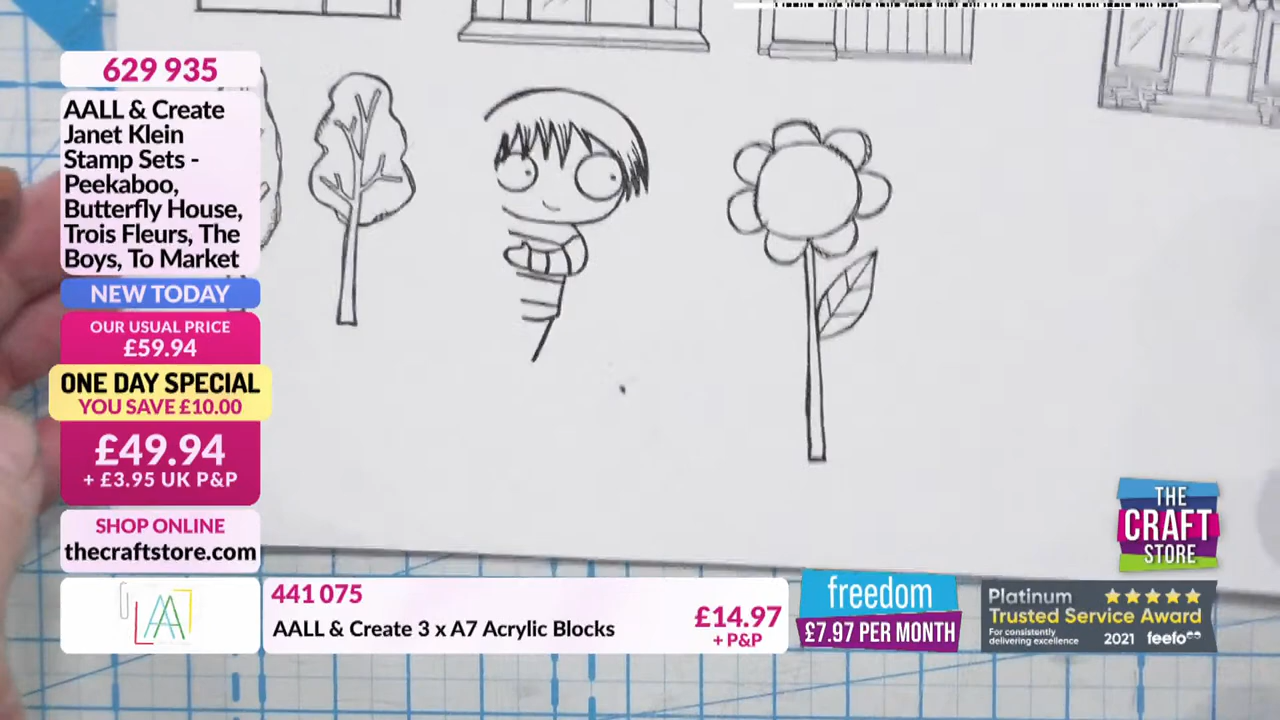 629 935
AALL & Create
Janet Klein
Stamp Sets -
Peekaboo,
Butterfly House,
Trois Fleurs, The
Boys, To Market
NEW TODAY
OUR USUAL PRICE
£59.94
ONE DAY SPECIAL
YOU SAVE £10.00
£49.94
+ £3.95 UK P&P
SHOP ONLINE
thecraftstore.com
AA
441 075
AALL & Create 3 x A7 Acrylic Blocks
£14.97
+ P&P
freedom
£7.97 PER MONTH
THE
CRAFT
STORE
Platinum
Trusted Service Award
For consistently
delivering excellence
2021 feefo